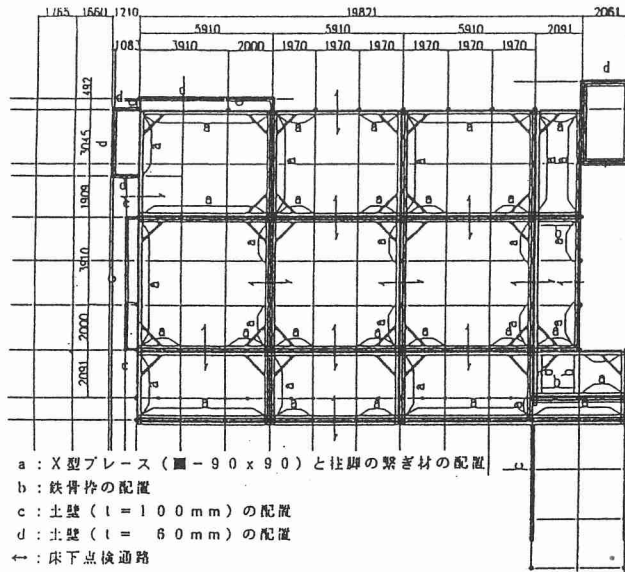 1765 1660 1210 19821 2061
5910 5910 5910 2091
1083 3910 2000 1970 1970 1970 1970 1970 1970
492
3045
1909
3910
2000
2091
a : X型ブレース (■-90x90) と柱脚の繋ぎ材の配置
b : 鉄骨枠の配置
c : 土壁 (t=100mm) の配置
d : 土壁 (t= 60mm) の配置
↔ : 床下点検通路